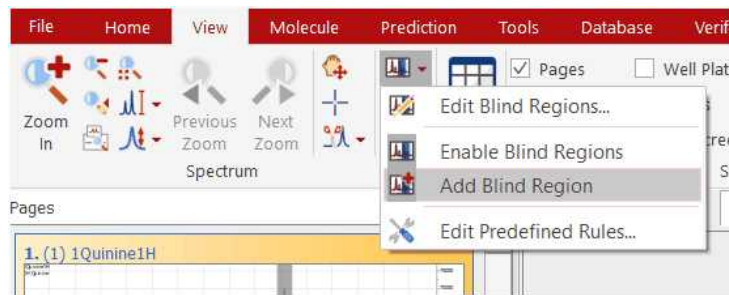 File Home View Molecule Prediction Tools Database Verif
Pages Well Plat
Zoom In
Previous Zoom
Next Zoom
Spectrum
Edit Blind Regions...
Enable Blind Regions
Add Blind Region
Edit Predefined Rules...
cree
S
Pages
1. (1) 1Quinine1H